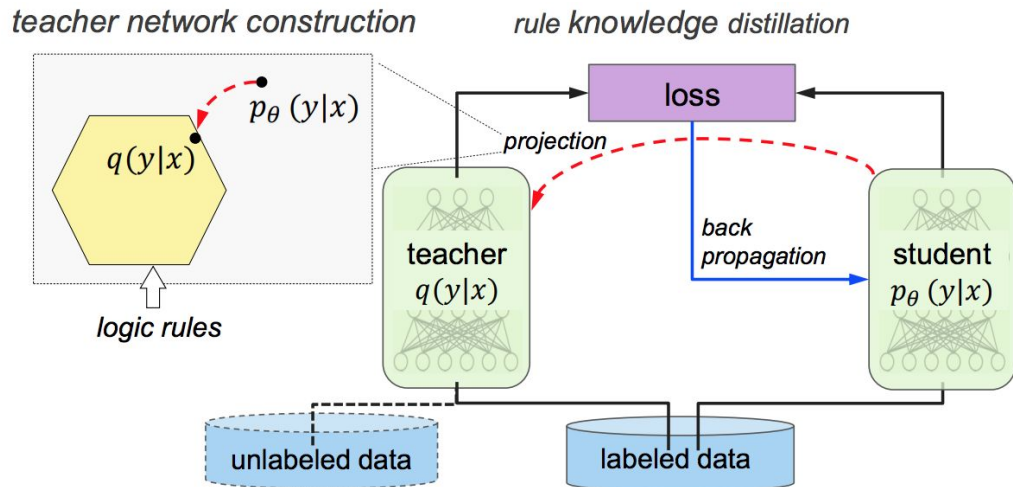 teacher network construction
rule knowledge distillation
pθ (y|x)
q(y|x)
logic rules
projection
loss
back
propagation
teacher
q(y|x)
student
pθ (y|x)
unlabeled data
labeled data